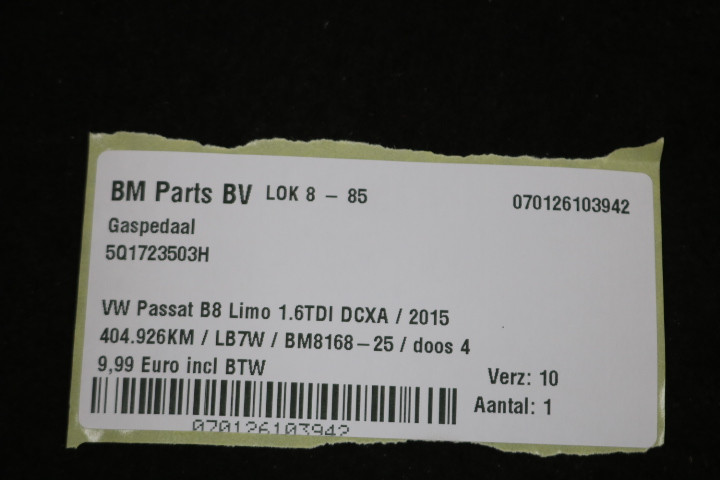 BM Parts BV LOK 8 - 85 070126103942
Gaspedaal
5Q1723503H
VW Passat B8 Limo 1.6TDI DCXA / 2015
404.926KM / LB7W / BM8168-25 / doos 4
9,99 Euro incl BTW
Verz: 10
Aantal: 1
070126103942